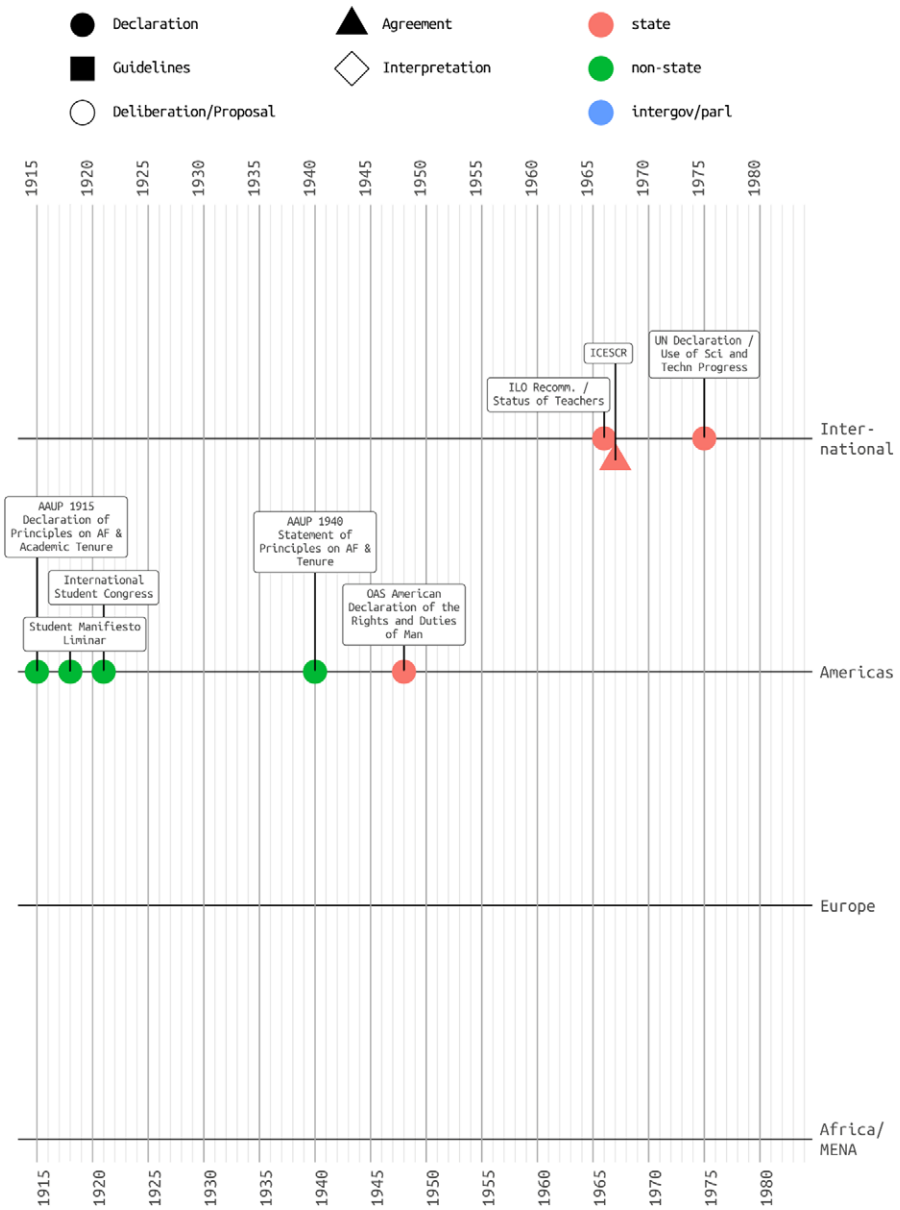 Declaration
Agreement
state
Guidelines
Interpretation
non-state
Deliberation/Proposal
intergov/parl
1915
1920
1925
1930
1935
1940
1945
1950
1955
1960
1965
1970
1975
1980
UN Declaration /
Use of Sci and
Techn Progress
ICESCR
ILO Recomm. /
Status of Teachers
Inter-
national
AAUP 1915
Declaration of
Principles on AF &
Academic Tenure
AAUP 1940
Statement of
Principles on AF &
Tenure
International
Student Congress
OAS American
Declaration of the
Rights and Duties
of Man
Student Manifiesto
Liminar
Americas
Europe
Africa/
MENA
1915
1920
1925
1930
1935
1940
1945
1950
1955
1960
1965
1970
1975
1980